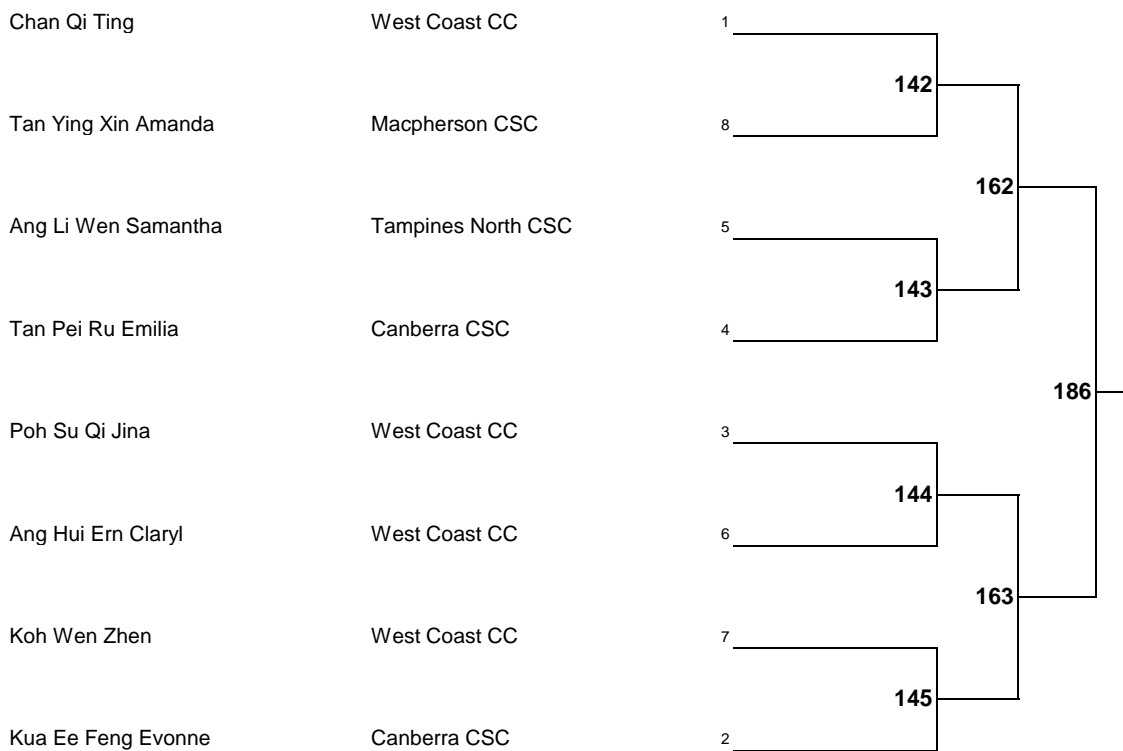 Chan Qi Ting West Coast CC 1
142
Tan Ying Xin Amanda Macpherson CSC 8
162
Ang Li Wen Samantha Tampines North CSC 5
143
Tan Pei Ru Emilia Canberra CSC 4
186
Poh Su Qi Jina West Coast CC 3
144
Ang Hui Ern Claryl West Coast CC 6
163
Koh Wen Zhen West Coast CC 7
145
Kua Ee Feng Evonne Canberra CSC 2